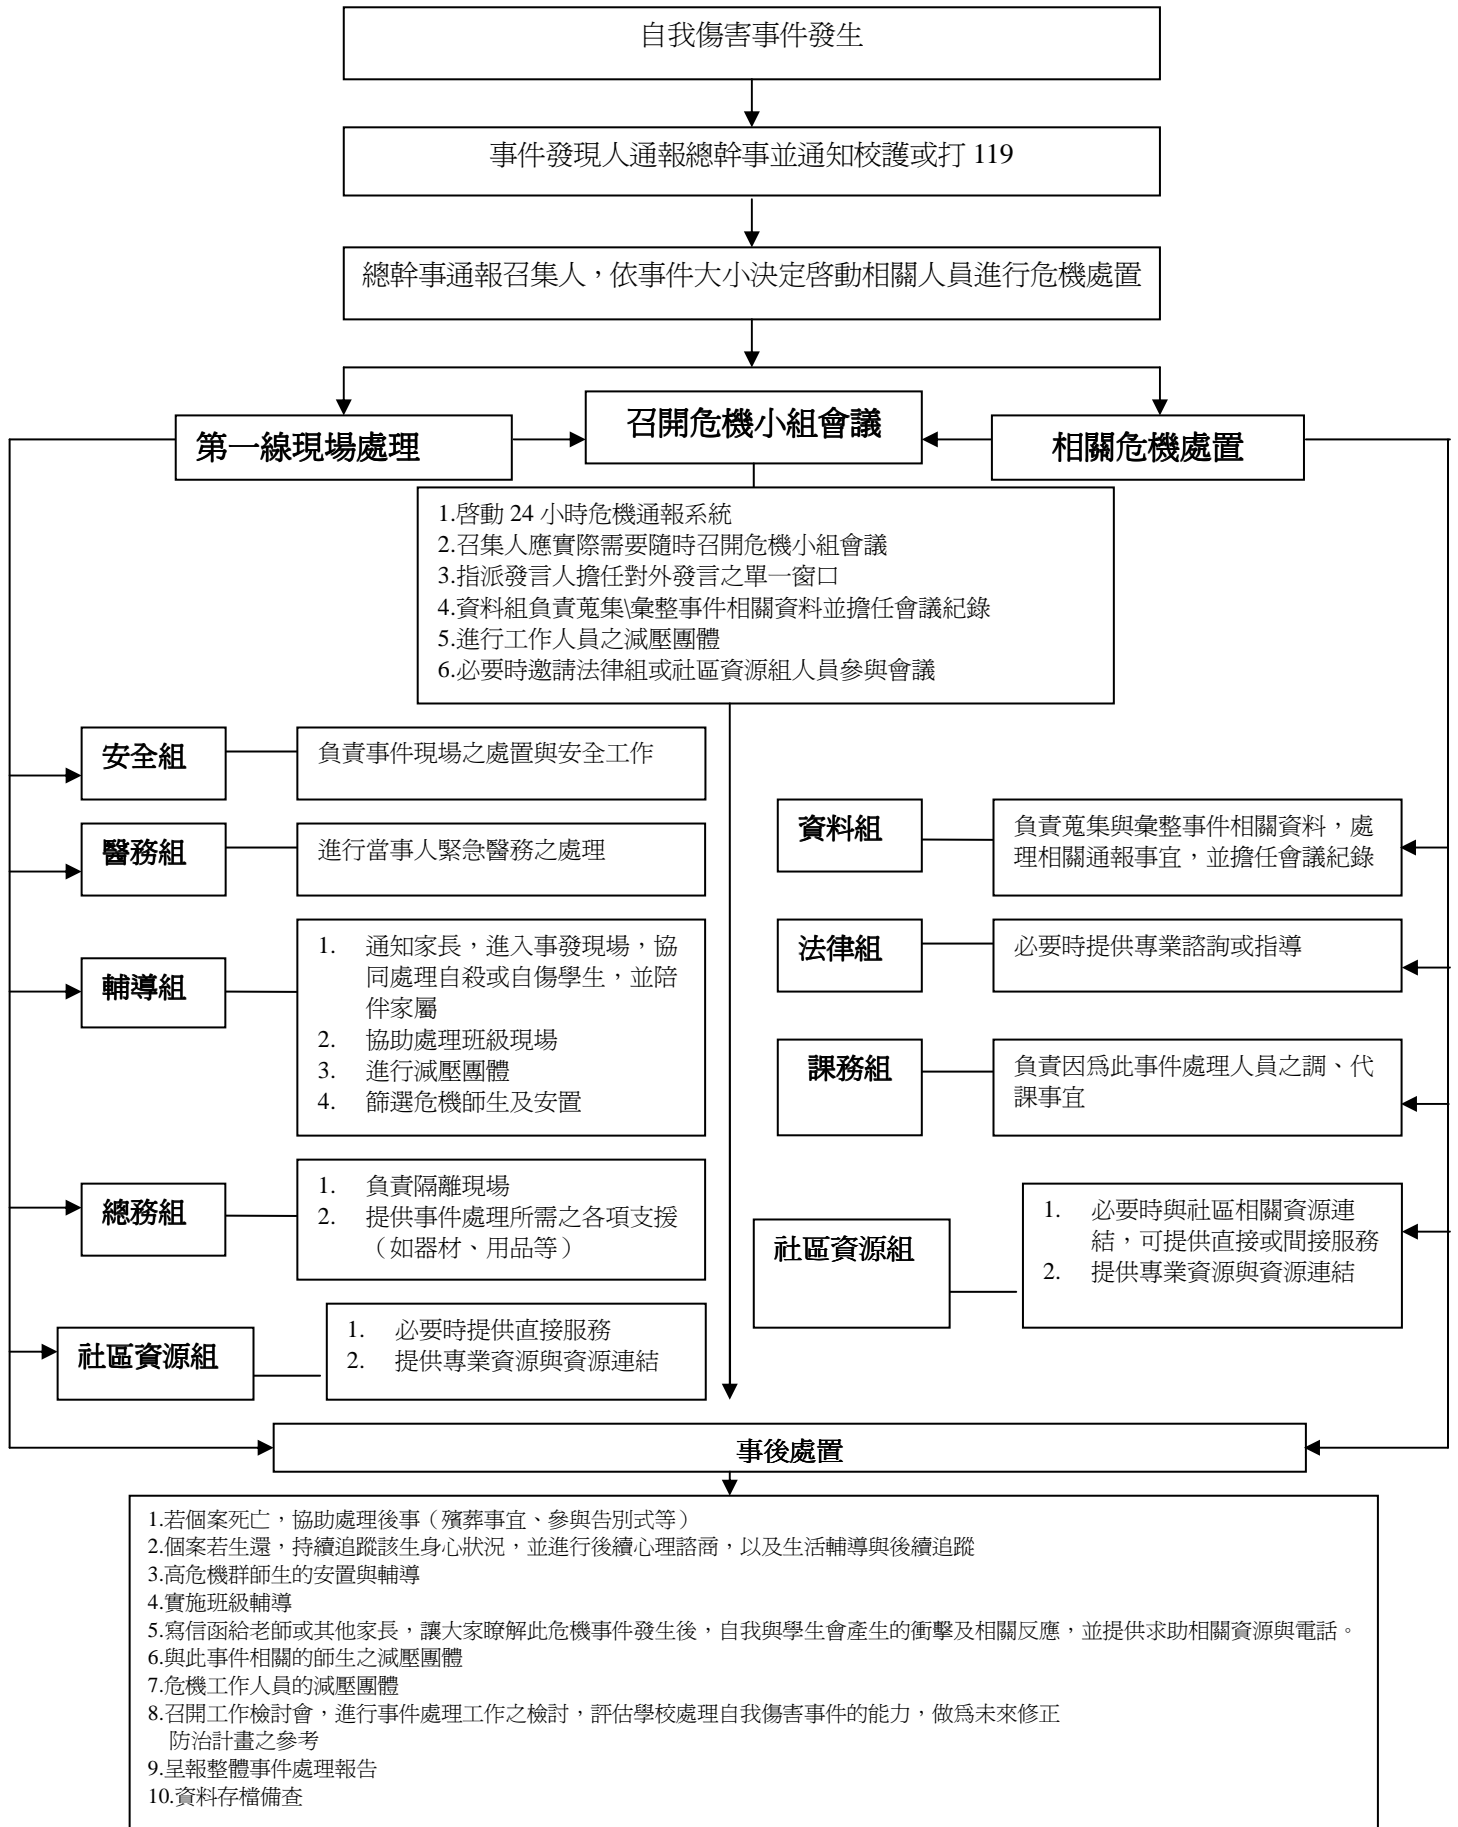 自我傷害事件發生
事件發現人通報總幹事並通知校護或打 119
總幹事通報召集人，依事件大小決定啓動相關人員進行危機處置
第一線現場處理
召開危機小組會議
相關危機處置
1.啓動 24 小時危機通報系統
2.召集人應實際需要隨時召開危機小組會議
3.指派發言人擔任對外發言之單一窗口
4.資料組負責蒐集\彙整事件相關資料並擔任會議紀錄
5.進行工作人員之減壓團體
6.必要時邀請法律組或社區資源組人員參與會議
安全組
負責事件現場之處置與安全工作
醫務組
進行當事人緊急醫務之處理
輔導組
1. 通知家長，進入事發現場，協
同處理自殺或自傷學生，並陪
伴家屬
2. 協助處理班級現場
3. 進行減壓團體
4. 篩選危機師生及安置
總務組
1. 負責隔離現場
2. 提供事件處理所需之各項支援
（如器材、用品等）
社區資源組
1. 必要時提供直接服務
2. 提供專業資源與資源連結
資料組
負責蒐集與彙整事件相關資料，處
理相關通報事宜，並擔任會議紀錄
法律組
必要時提供專業諮詢或指導
課務組
負責因爲此事件處理人員之調、代
課事宜
社區資源組
1. 必要時與社區相關資源連
結，可提供直接或間接服務
2. 提供專業資源與資源連結
事後處置
1.若個案死亡，協助處理後事（殯葬事宜、參與告別式等）
2.個案若生還，持續追蹤該生身心狀況，並進行後續心理諮商，以及生活輔導與後續追蹤
3.高危機群師生的安置與輔導
4.實施班級輔導
5.寫信函給老師或其他家長，讓大家瞭解此危機事件發生後，自我與學生會產生的衝擊及相關反應，並提供求助相關資源與電話。
6.與此事件相關的師生之減壓團體
7.危機工作人員的減壓團體
8.召開工作檢討會，進行事件處理工作之檢討，評估學校處理自我傷害事件的能力，做爲未來修正
防治計畫之參考
9.呈報整體事件處理報告
10.資料存檔備查